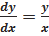 dy/dx = y/x